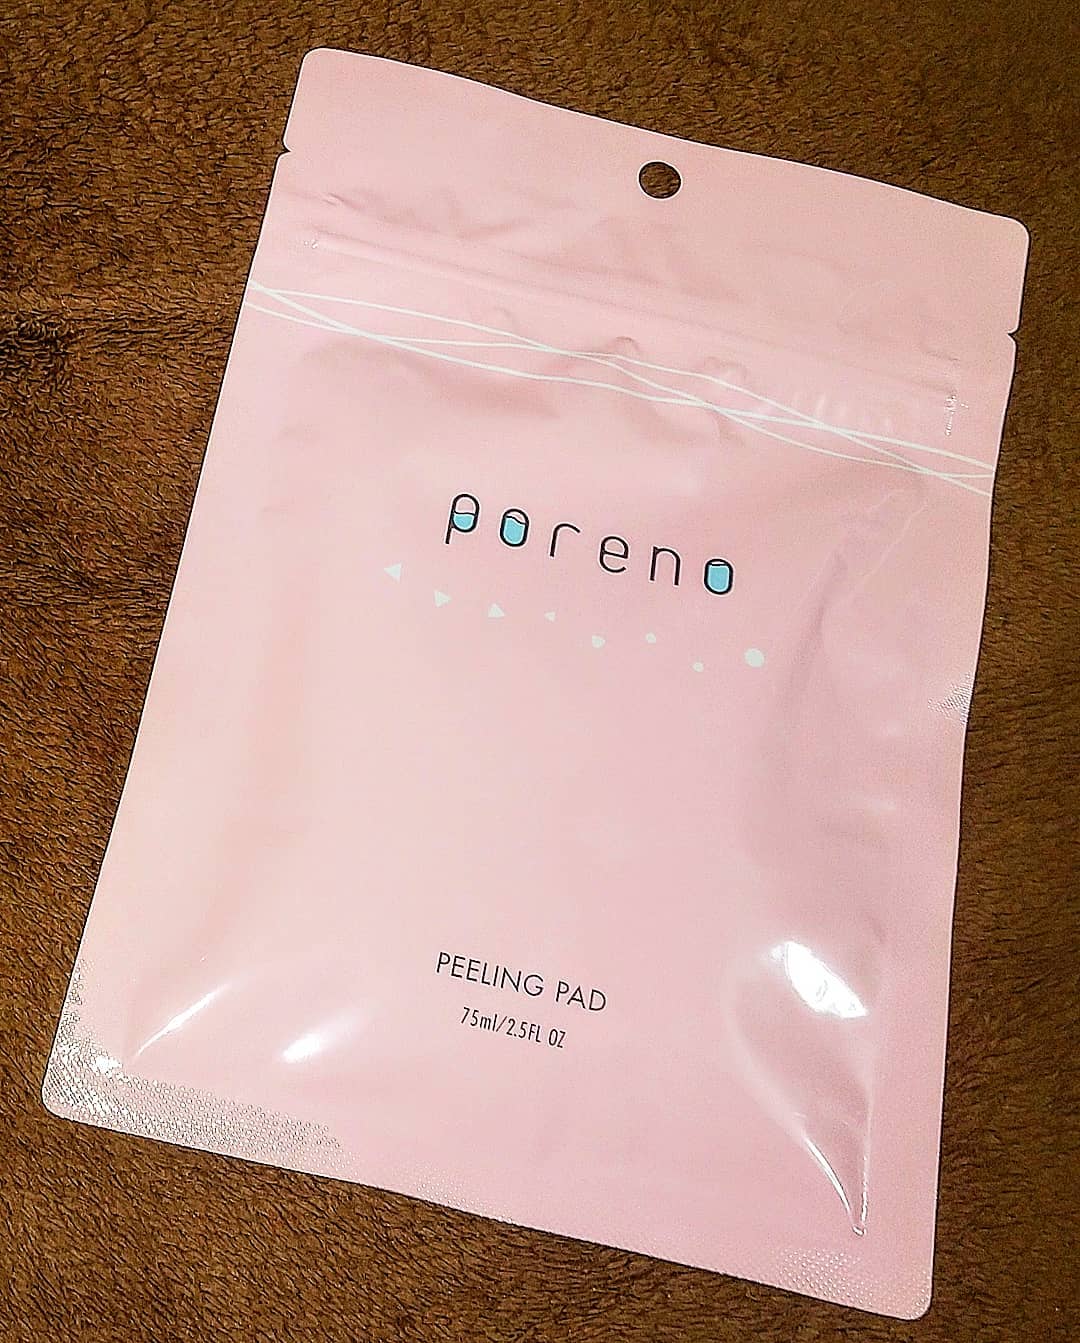 poreno
PEELING PAD
75ml/2.5FL OZ